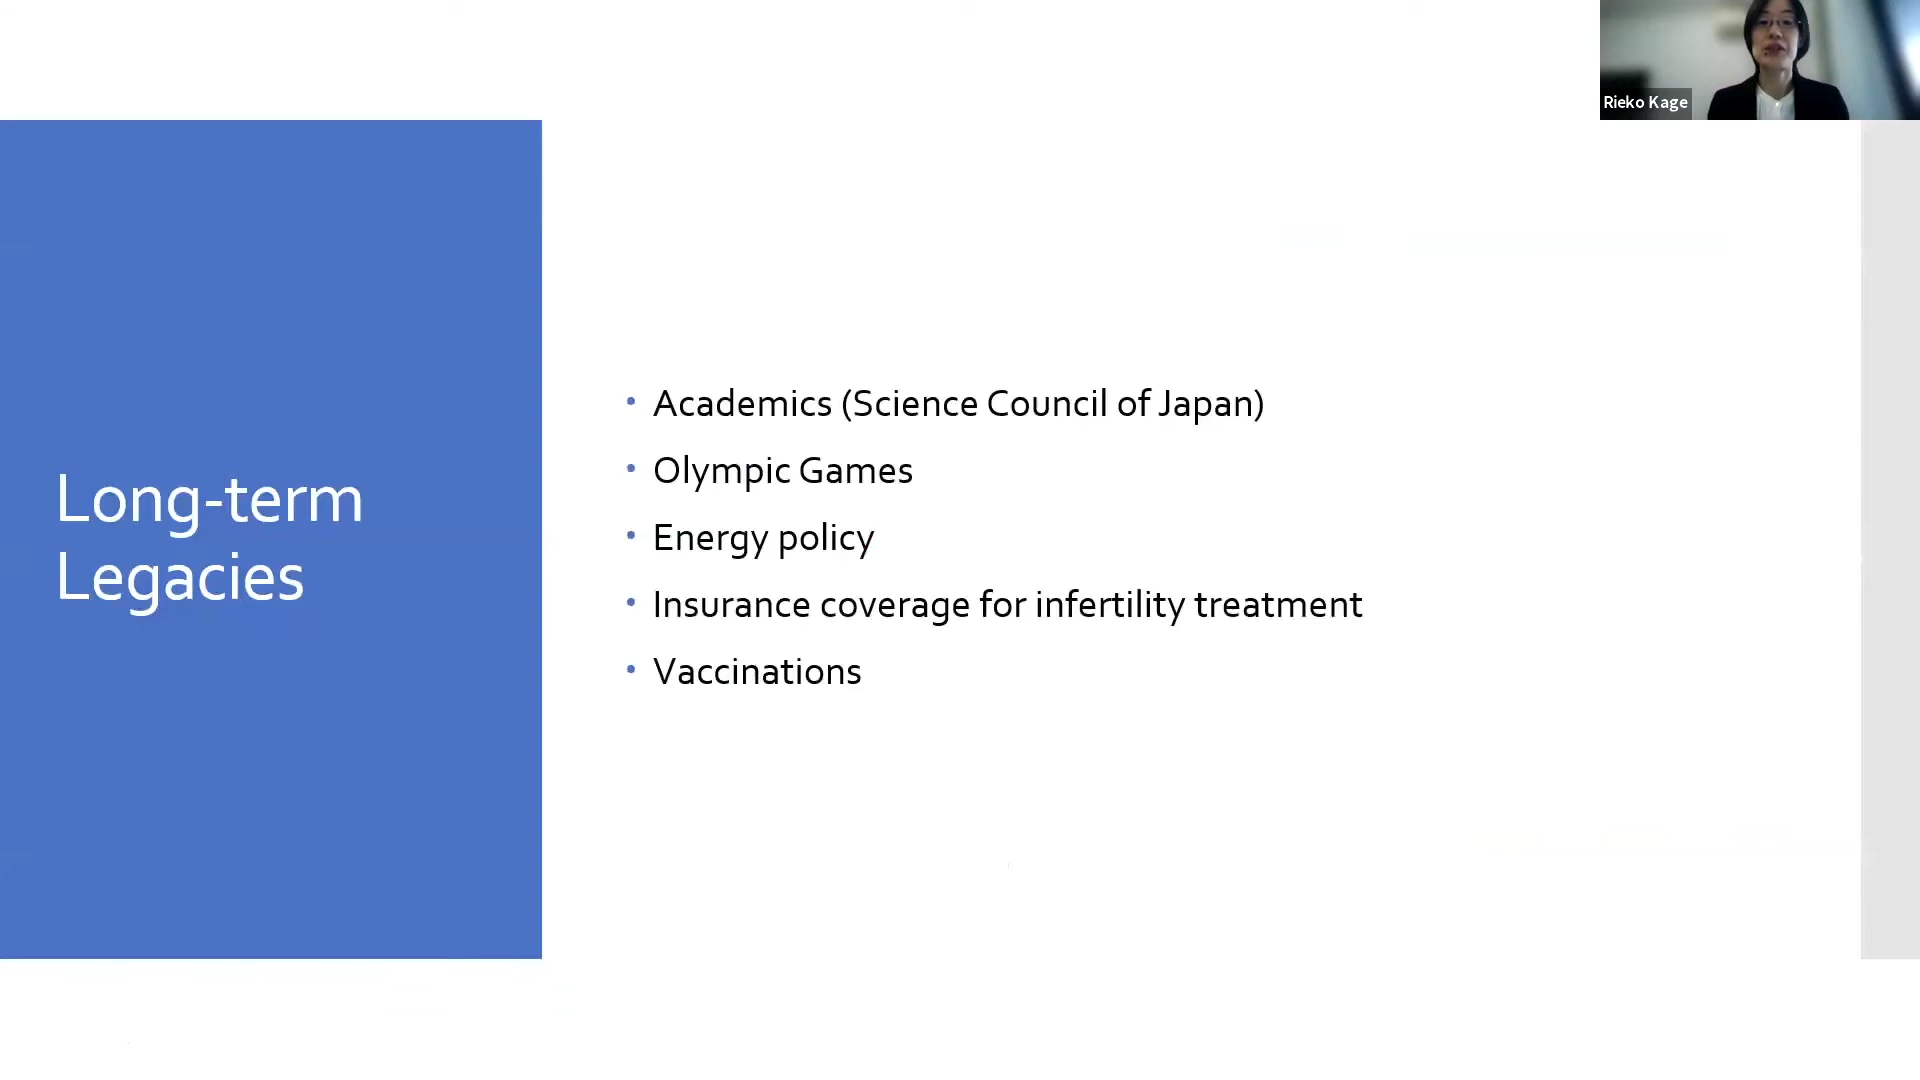 Rieko Kage
Long-term
Legacies
• Academics (Science Council of Japan)
• Olympic Games
• Energy policy
• Insurance coverage for infertility treatment
• Vaccinations